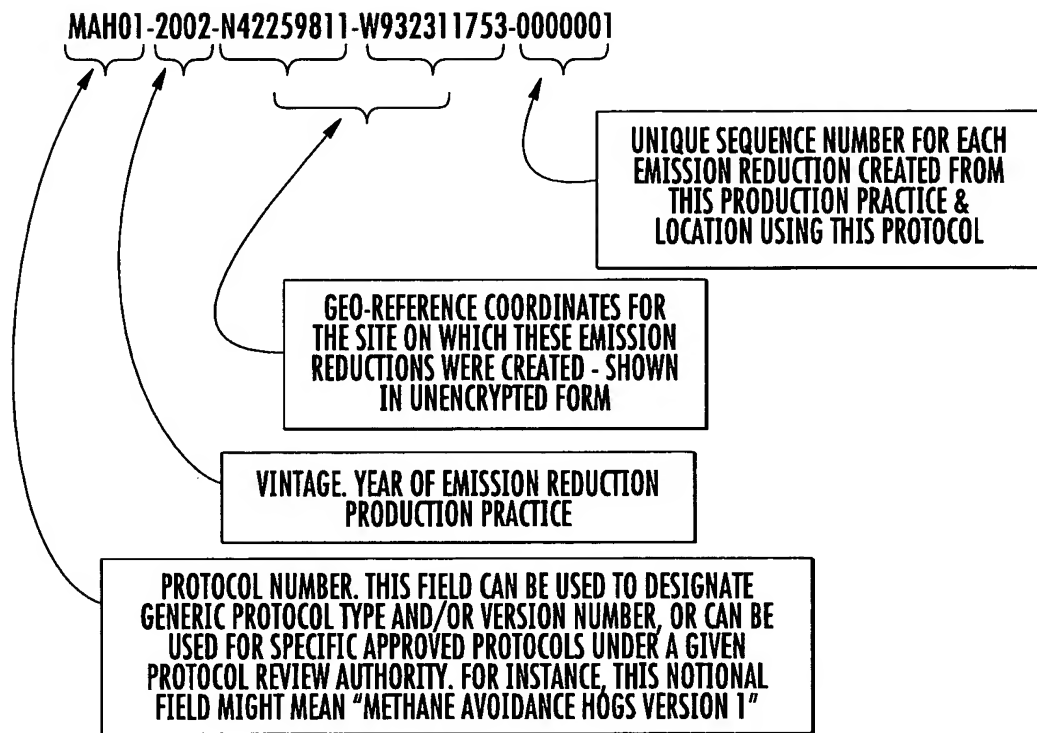 MAH01-2002-N42259811-W932311753-0000001
UNIQUE SEQUENCE NUMBER FOR EACH
EMISSION REDUCTION CREATED FROM
THIS PRODUCTION PRACTICE &
LOCATION USING THIS PROTOCOL
GEO-REFERENCE COORDINATES FOR
THE SITE ON WHICH THESE EMISSION
REDUCTIONS WERE CREATED - SHOWN
IN UNENCRYPTED FORM
VINTAGE. YEAR OF EMISSION REDUCTION
PRODUCTION PRACTICE
PROTOCOL NUMBER. THIS FIELD CAN BE USED TO DESIGNATE
GENERIC PROTOCOL TYPE AND/OR VERSION NUMBER, OR CAN BE
USED FOR SPECIFIC APPROVED PROTOCOLS UNDER A GIVEN
PROTOCOL REVIEW AUTHORITY. FOR INSTANCE, THIS NOTIONAL
FIELD MIGHT MEAN "METHANE AVOIDANCE HOGS VERSION 1"